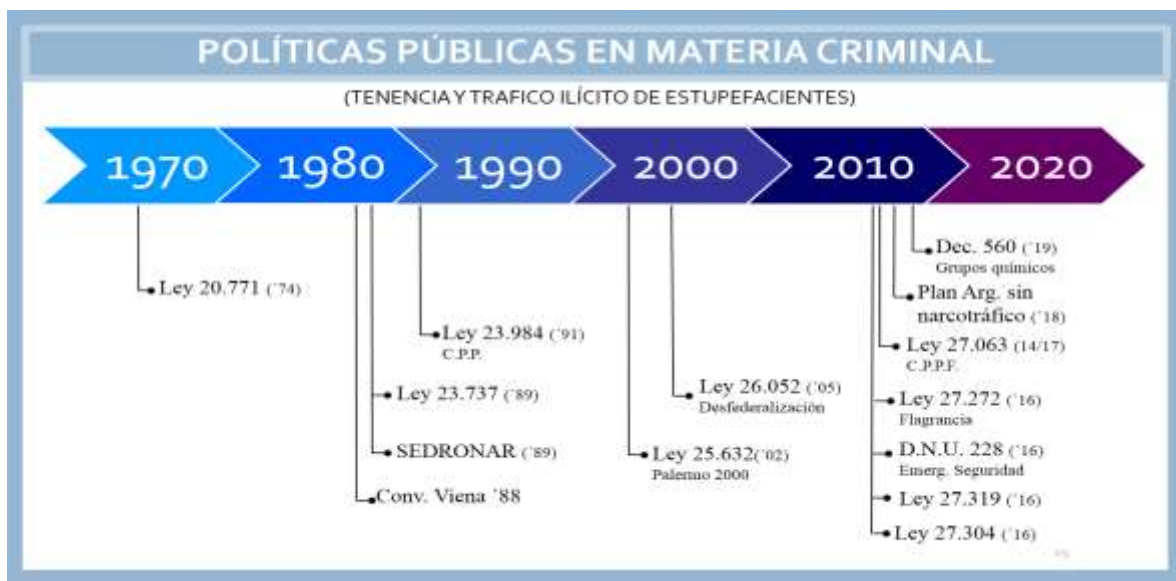 POLÍTICAS PÚBLICAS EN MATERIA CRIMINAL
(TENENCIA Y TRAFICO ILÍCITO DE ESTUPEFACIENTES)
1970 1980 1990 2000 2010 2020
Ley 20.771 (´74)
Conv. Viena ´88
SEDRONAR (´89)
Ley 23.737 (´89)
Ley 23.984 (´91)
C.P.P.
Ley 25.632(´02)
Palermo 2000
Ley 26.052 (´05)
Desfederalización
Dec. 560 (´19)
Grupos químicos
Plan Arg. sin
narcotráfico (´18)
Ley 27.063 (14/17)
C.P.P.F.
Ley 27.272 (´16)
Flagrancia
D.N.U. 228 (´16)
Emerg. Seguridad
Ley 27.319 (´16)
Ley 27.304 (´16)